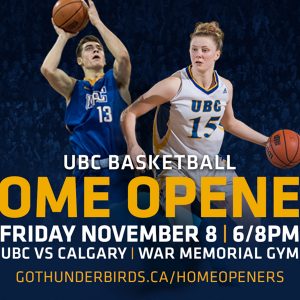 13
UBC
15
UBC BASKETBALL
OME OPENE
FRIDAY NOVEMBER 8 | 6/8PM
UBC VS CALGARY | WAR MEMORIAL GYM
GOTHUNDERBIRDS.CA/HOMEOPENERS